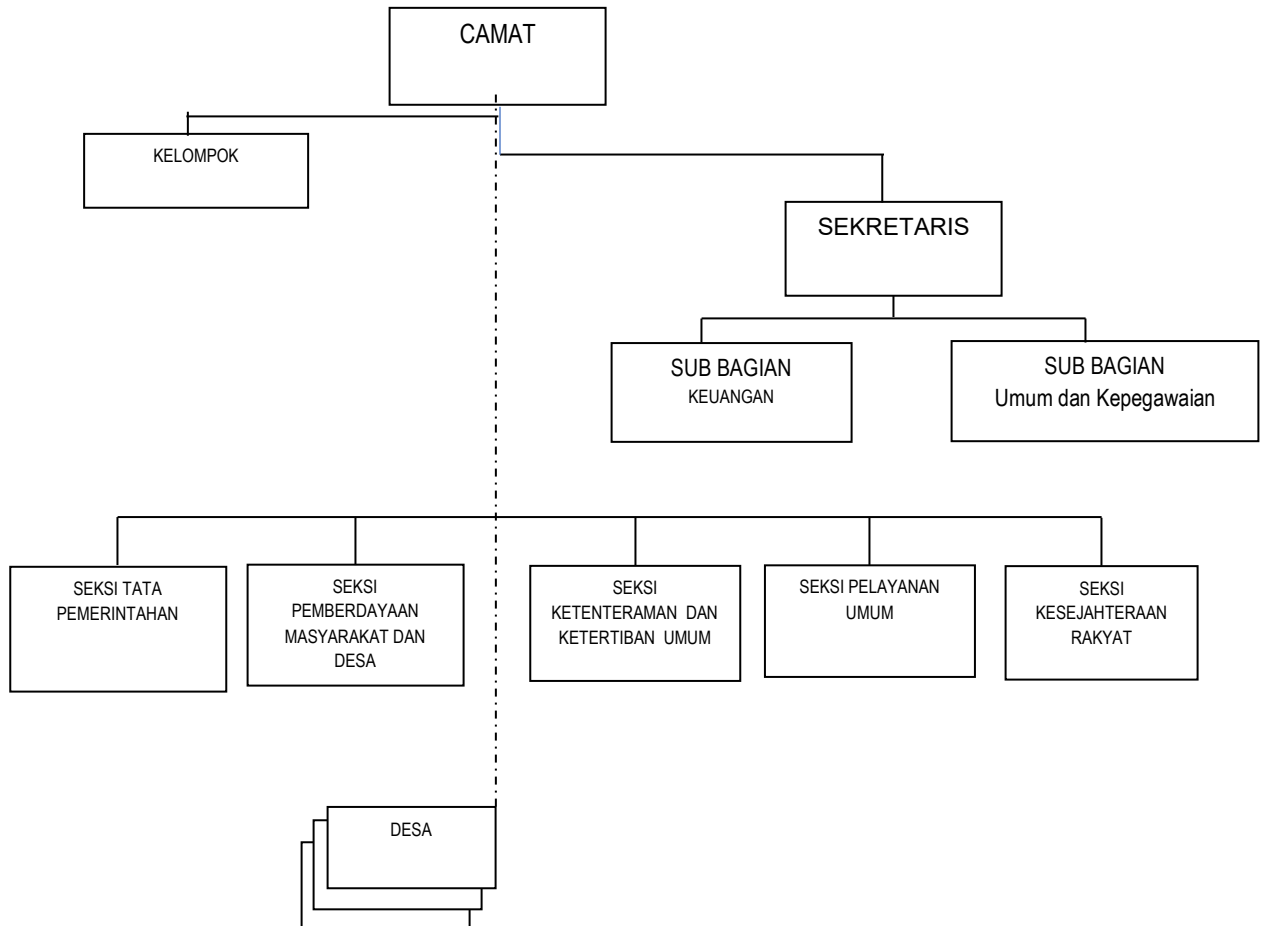 CAMAT
KELOMPOK
SEKRETARIS
SUB BAGIAN
KEUANGAN
SUB BAGIAN
Umum dan Kepegawaian
SEKSI TATA
PEMERINTAHAN
SEKSI
PEMBERDAYAAN
MASYARAKAT DAN
DESA
SEKSI
KETENTERAMAN DAN
KETERTIBAN UMUM
SEKSI PELAYANAN
UMUM
SEKSI
KESEJAHTERAAN
RAKYAT
DESA